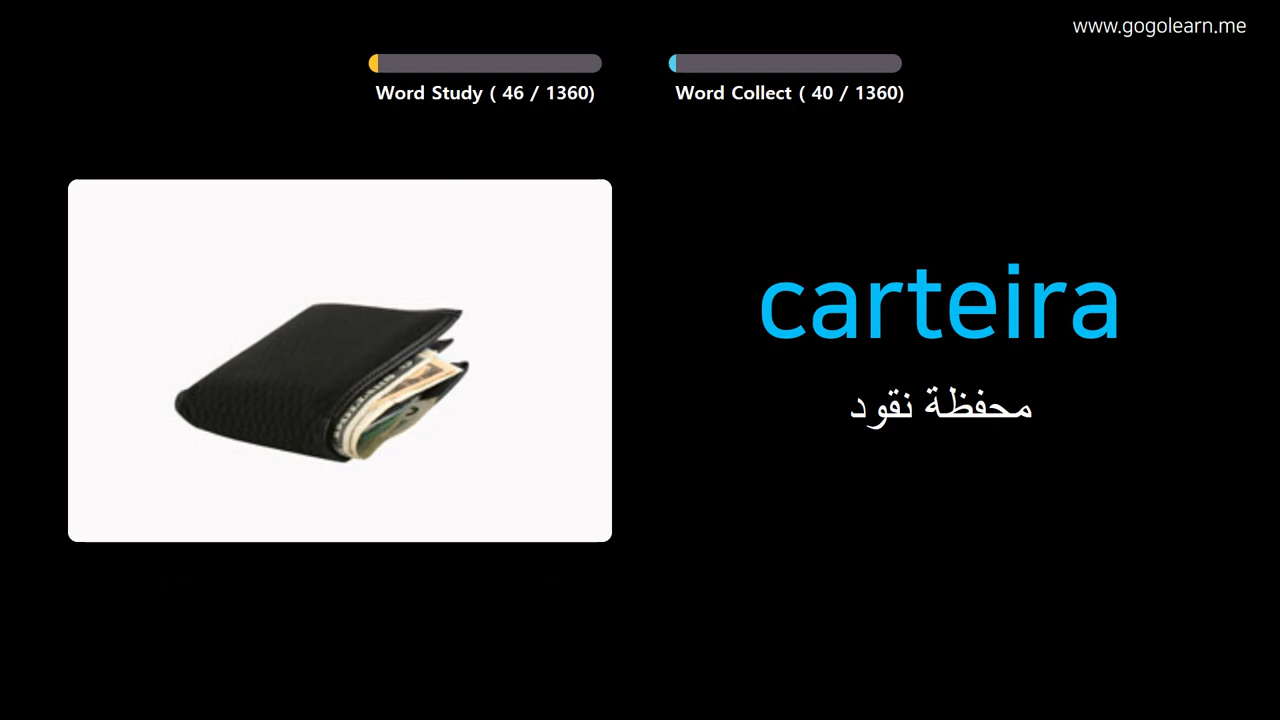 www.gogolearn.me
Word Study ( 46 / 1360)
Word Collect ( 40 / 1360)
carteira
محفظة نقود